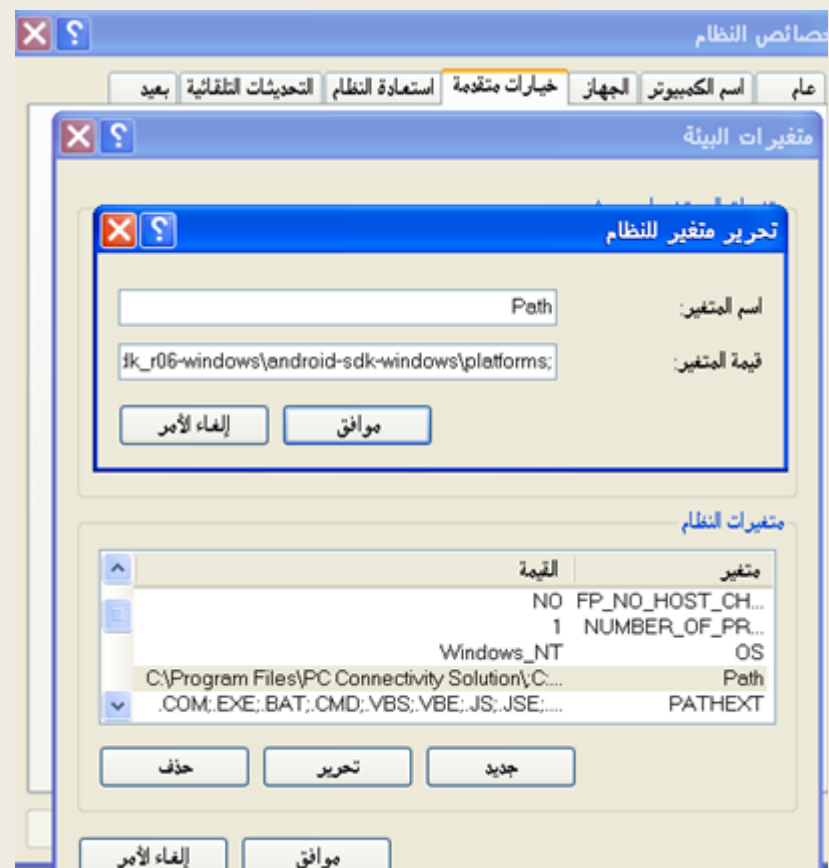 خصائص النظام
عام
اسم الكمبيوتر
الجهاز
خيارات متقدمة
استعادة النظام
التحديثات التلقائية
بعيد
متغيرات البيئة
تحرير متغير للنظام
اسم المتغير:
Path
قيمة المتغير:
dk_r06-windows\android-sdk-windows\platforms;
موافق
إلغاء الأمر
متغيرات النظام
متغير القيمة
FP_NO_HOST_CH... NO
NUMBER_OF_PR... 1
OS Windows_NT
Path C:\Program Files\PC Connectivity Solution\;C:...
PATHEXT .COM;.EXE;.BAT;.CMD;.VBS;.VBE;.JS;.JSE;....
جديد
تحرير
حذف
موافق
إلغاء الأمر